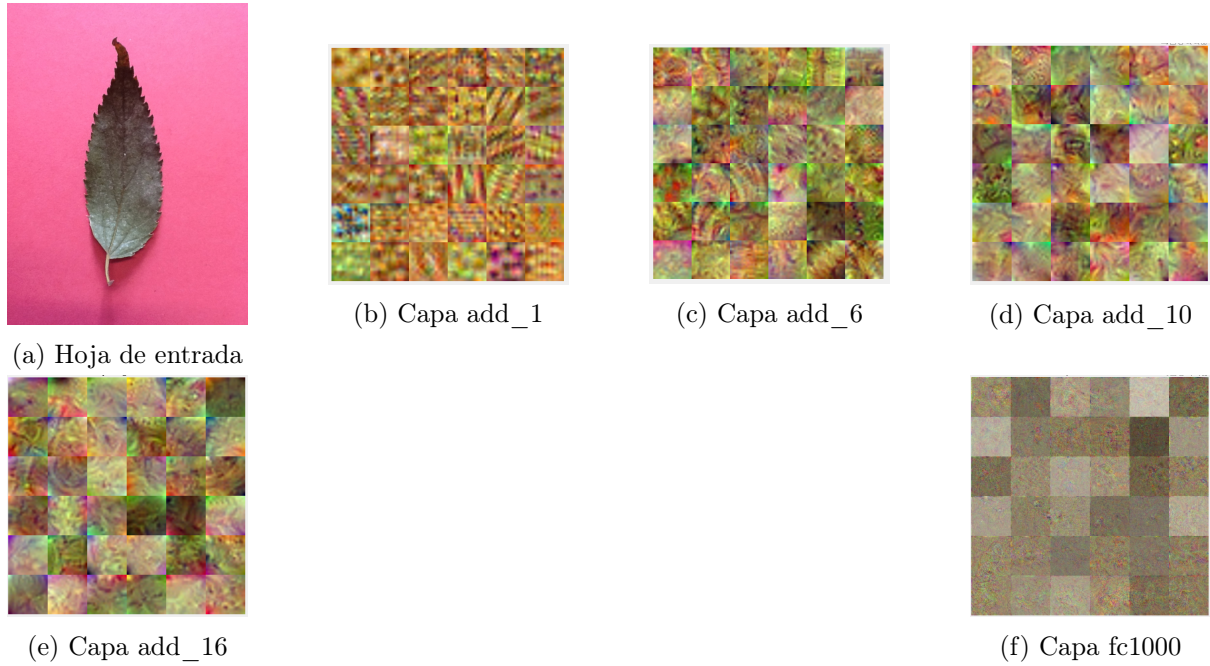 (a) Hoja de entrada
(b) Capa add_1
(c) Capa add_6
(d) Capa add_10
(e) Capa add_16
(f) Capa fc1000